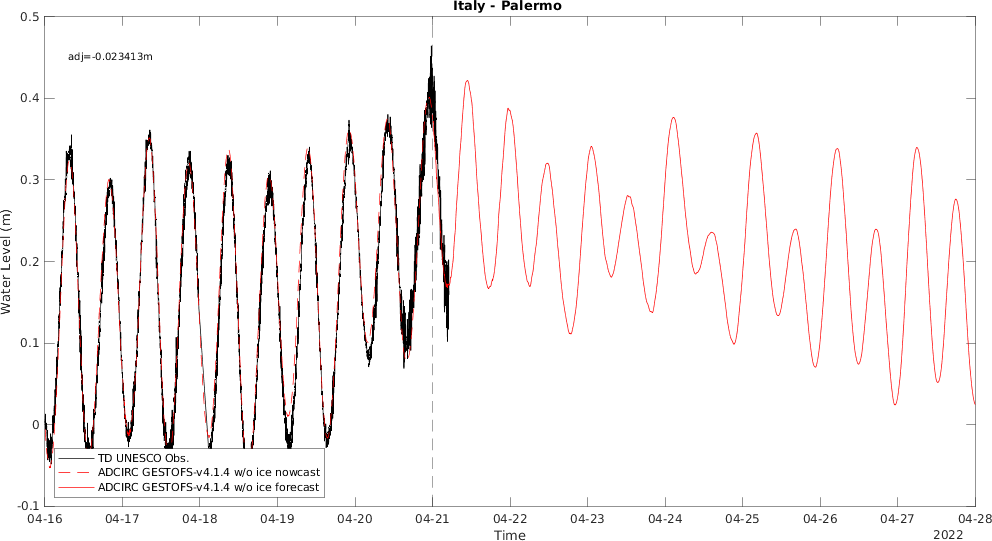 Italy - Palermo
adj=-0.023413m
Water Level (m)
0.5
0.4
0.3
0.2
0.1
0
-0.1
TD UNESCO Obs.
ADCIRC GESTOFS-v4.1.4 w/o ice nowcast
ADCIRC GESTOFS-v4.1.4 w/o ice forecast
04-16 04-17 04-18 04-19 04-20 04-21 04-22 04-23 04-24 04-25 04-26 04-27 04-28
Time
2022